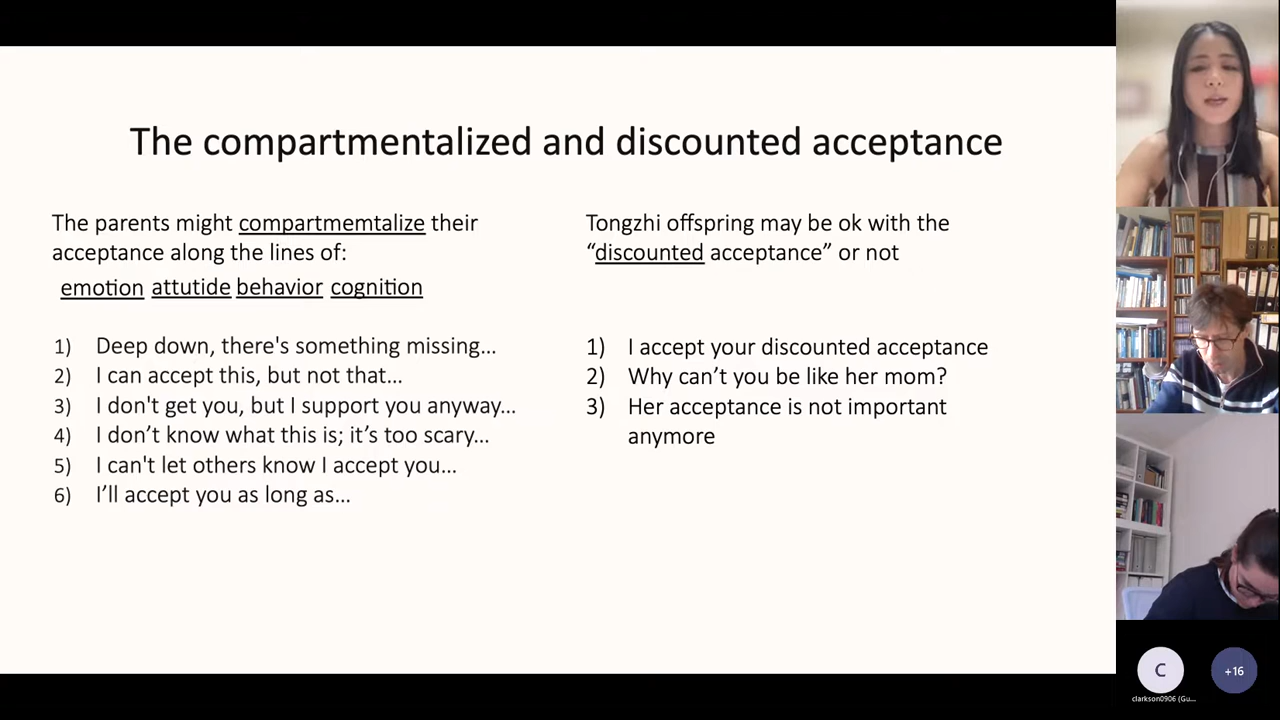 The compartmentalized and discounted acceptance
The parents might compartmemtalize their
acceptance along the lines of:
emotion attutide behavior cognition
1) Deep down, there's something missing...
2) I can accept this, but not that...
3) I don't get you, but I support you anyway...
4) I don’t know what this is; it’s too scary...
5) I can't let others know I accept you...
6) I’ll accept you as long as...
Tongzhi offspring may be ok with the
“discounted acceptance” or not
1) I accept your discounted acceptance
2) Why can’t you be like her mom?
3) Her acceptance is not important
anymore
C
clarkson0906 (Gu...
+16